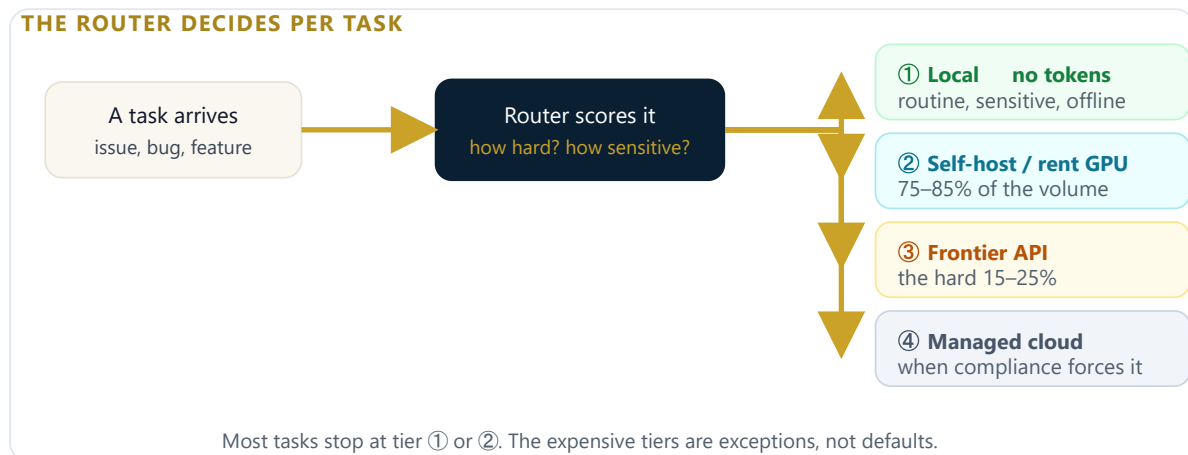 THE ROUTER DECIDES PER TASK
A task arrives
issue, bug, feature
Router scores it
how hard? how sensitive?
① Local no tokens
routine, sensitive, offline
② Self-host / rent GPU
75–85% of the volume
③ Frontier API
the hard 15–25%
④ Managed cloud
when compliance forces it
Most tasks stop at tier ① or ②. The expensive tiers are exceptions, not defaults.